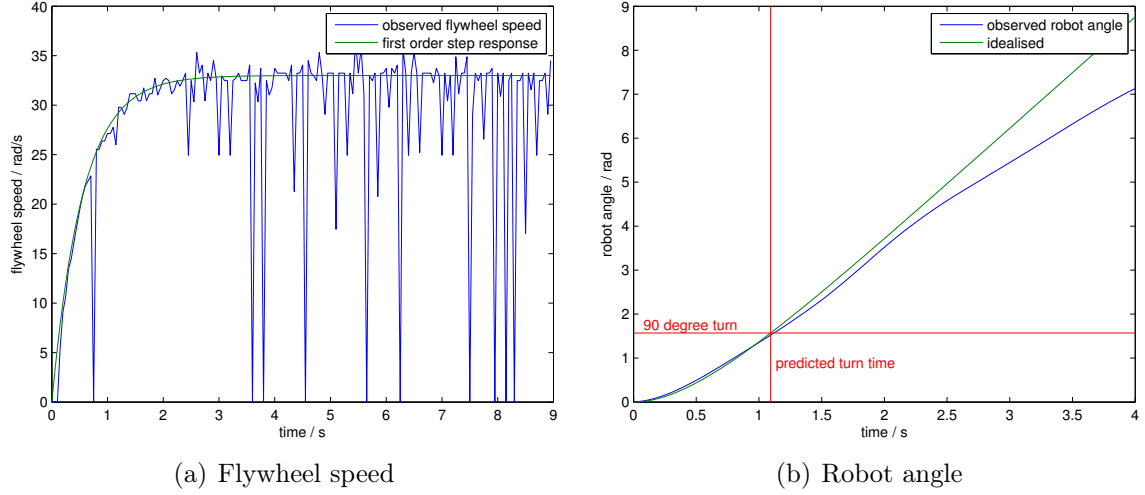 observed flywheel speed
first order step response
40
35
30
25
20
15
10
5
0
flywheel speed / rad/s
0 1 2 3 4 5 6 7 8 9
time / s
(a) Flywheel speed
observed robot angle
idealised
9
8
7
6
5
4
3
2
1
0
robot angle / rad
90 degree turn
predicted turn time
0 0.5 1 1.5 2 2.5 3 3.5 4
time / s
(b) Robot angle